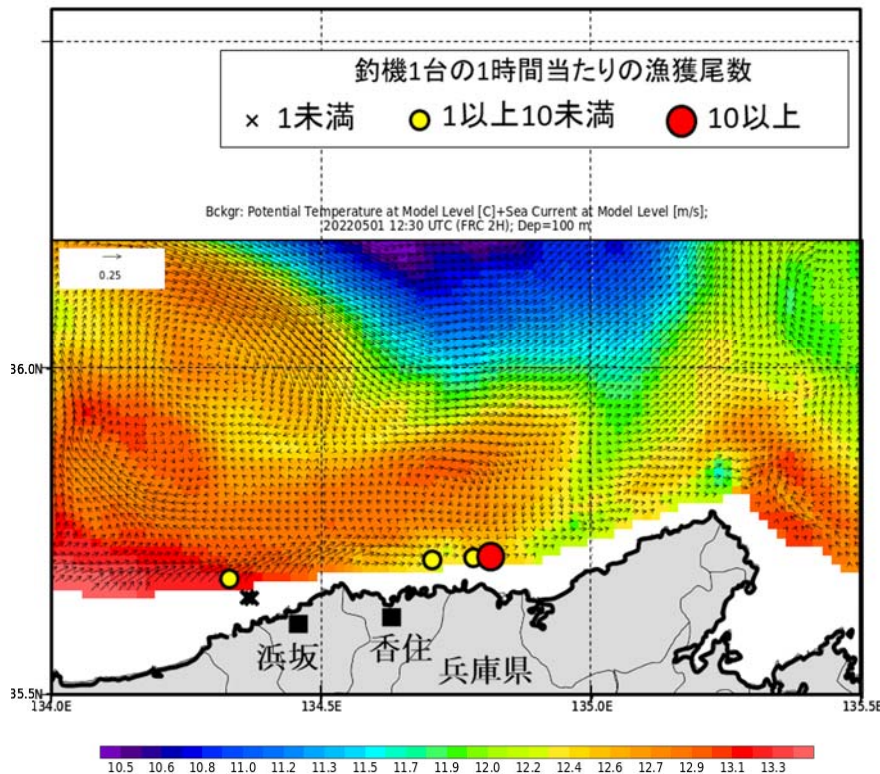 釣機1台の1時間当たりの漁獲尾数
× 1未満 1以上10未満 10以上
Bckgr: Potential Temperature at Model Level [C]+Sea Current at Model Level [m/s];
20220501 12:30 UTC (FRC 2H); Dep=100 m
0.25
36.0N
浜坂 香住 兵庫県
35.5N
134.0E 134.5E 135.0E 135.5E
10.5 10.6 10.8 11.0 11.3 11.5 11.7 11.9 12.0 12.2 12.4 12.6 12.7 12.9 13.1 13.3